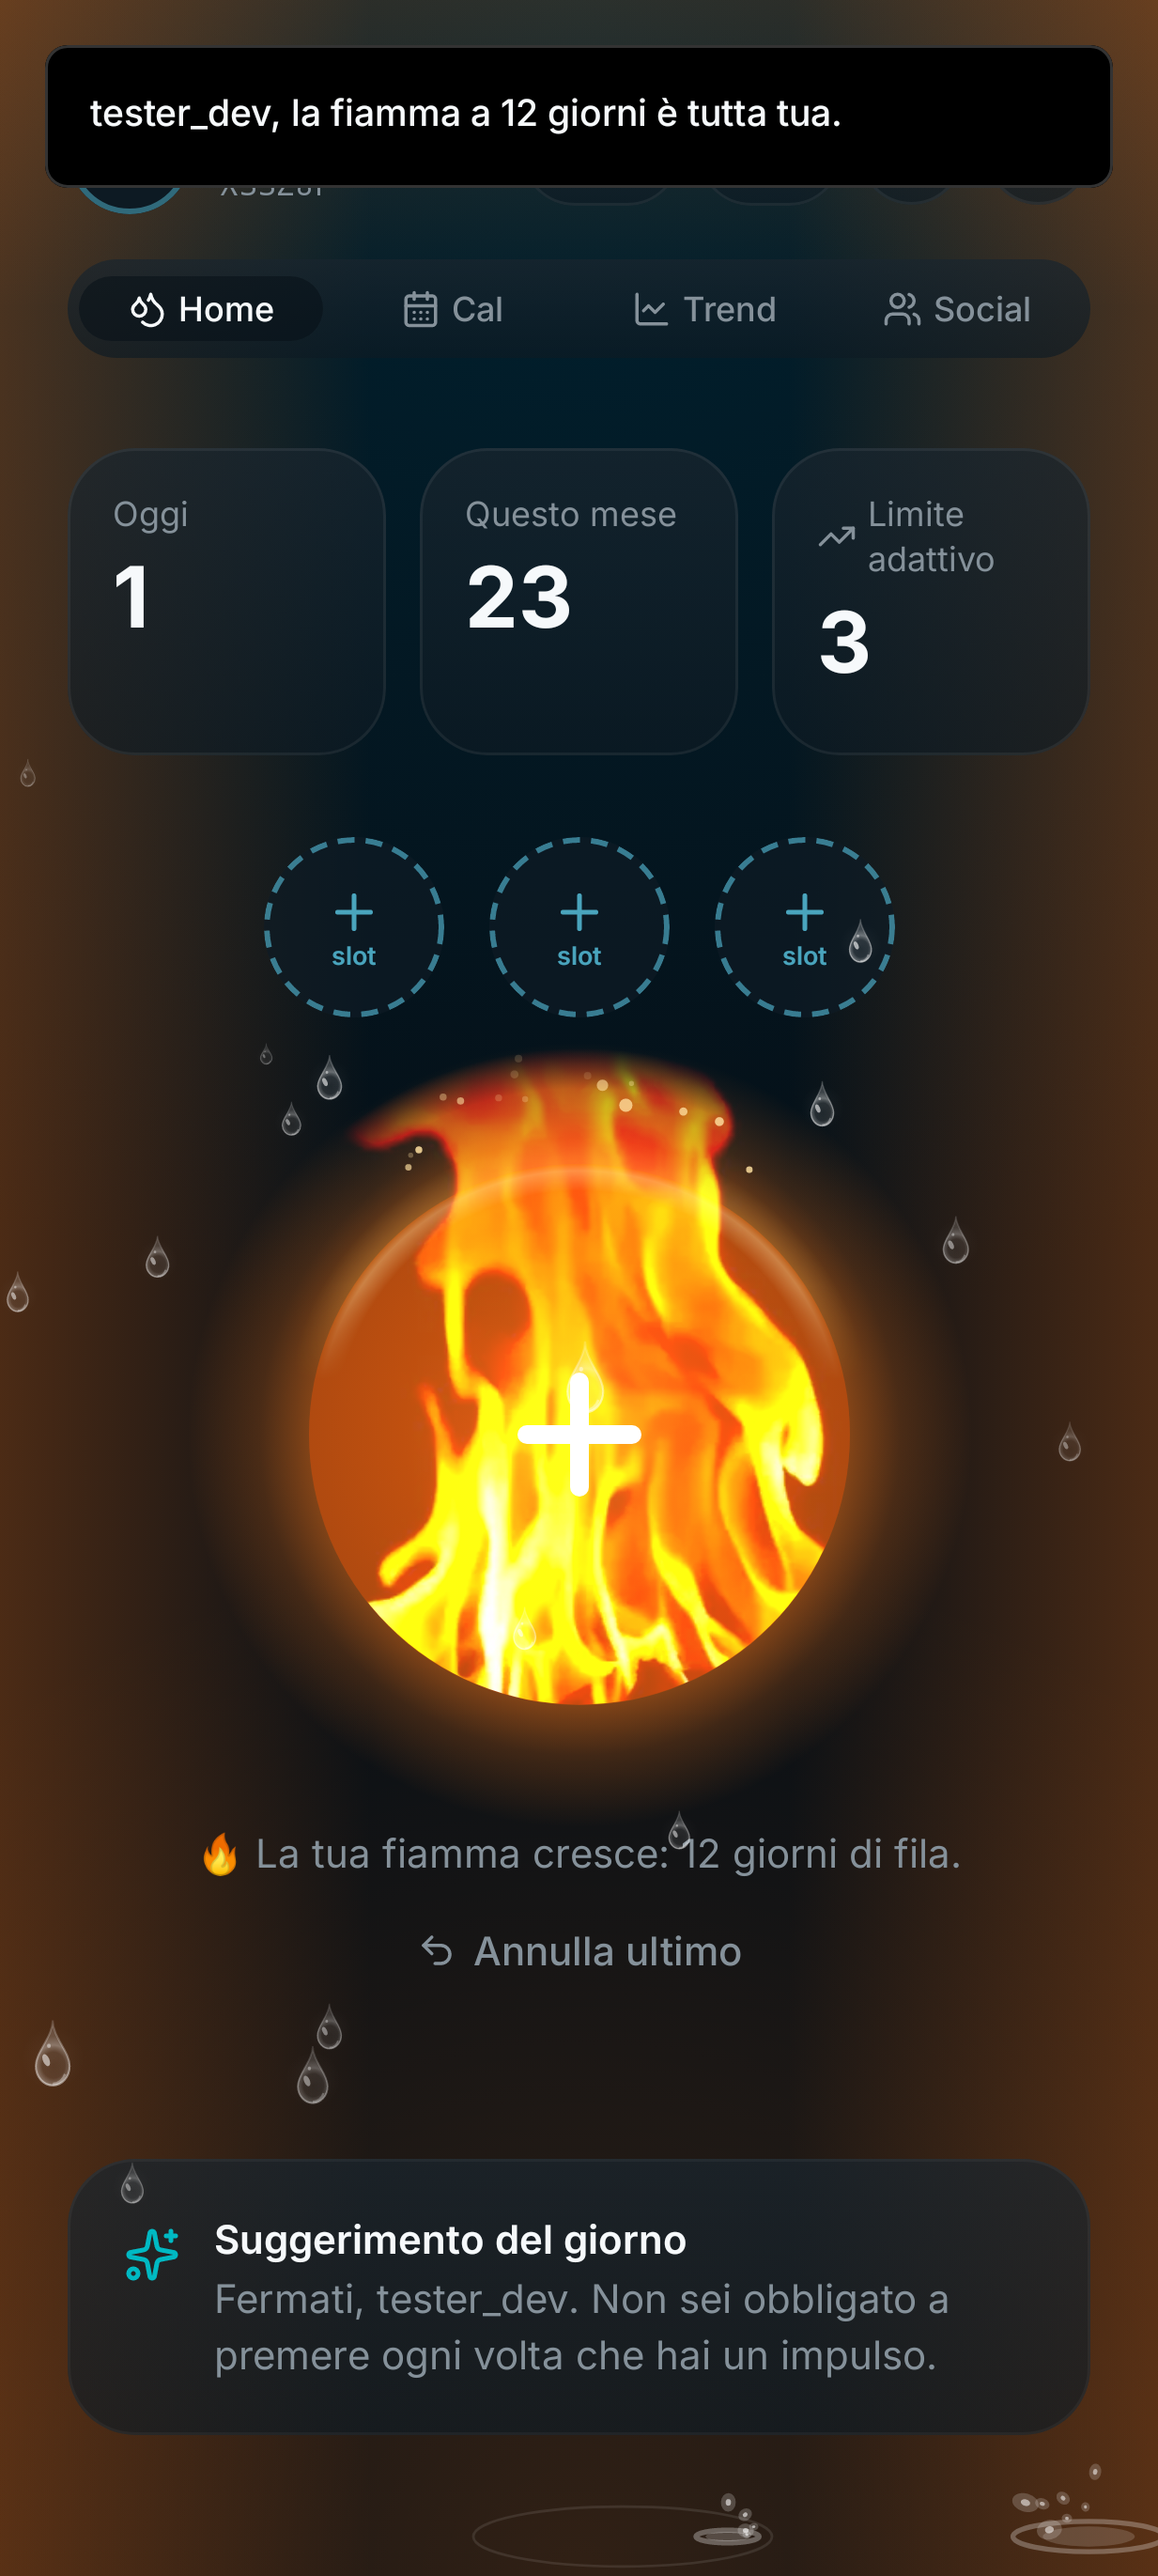 tester_dev, la fiamma a 12 giorni è tutta tua.
Home
Cal
Trend
Social
Oggi
1
Questo mese
23
Limite
adattivo
3
slot
slot
slot
🔥 La tua fiamma cresce: 12 giorni di fila.
Annulla ultimo
Suggerimento del giorno
Fermati, tester_dev. Non sei obbligato a
premere ogni volta che hai un impulso.